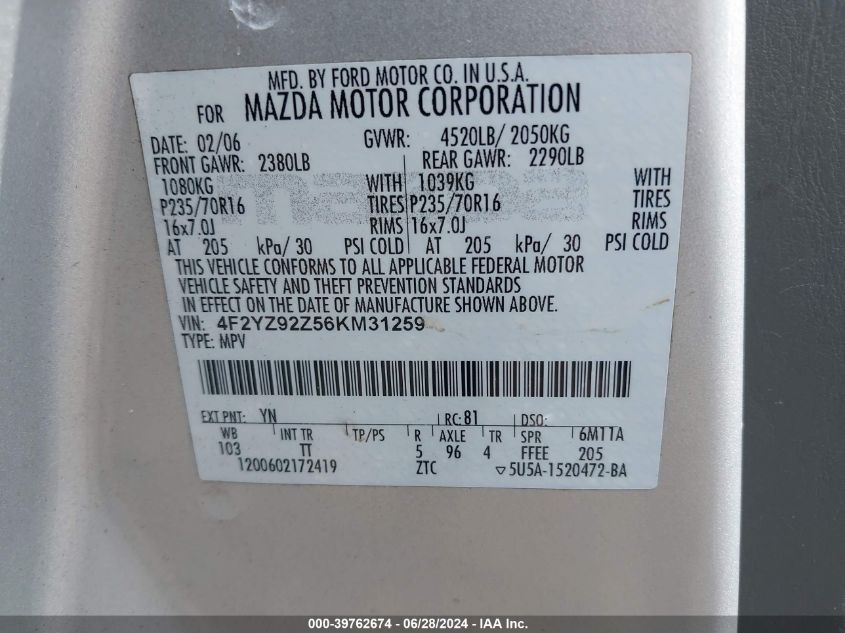 MFD. BY FORD MOTOR CO. IN U.S.A.
FOR MAZDA MOTOR CORPORATION
DATE: 02/06 GVWR: 4520LB/ 2050KG
FRONT GAWR: 2380LB REAR GAWR: 2290LB
1080KG WITH 1039KG WITH
P235/70R16 TIRES P235/70R16 TIRES
16x7.0J RIMS 16x7.0J RIMS
AT 205 kPa/ 30 PSI COLD AT 205 kPa/ 30 PSI COLD
THIS VEHICLE CONFORMS TO ALL APPLICABLE FEDERAL MOTOR
VEHICLE SAFETY AND THEFT PREVENTION STANDARDS
IN EFFECT ON THE DATE OF MANUFACTURE SHOWN ABOVE.
VIN: 4F2YZ92Z56KM31259
TYPE: MPV
EXT PNT: YN RC: 81 DSO:
WB INT TR TP/PS R AXLE TR SPR 6M11A
103 TT 5 96 4 FFEE 205
1200602172419 ZTC ▽5U5A-1520472-BA
000-39762674 - 06/28/2024 - IAA Inc.